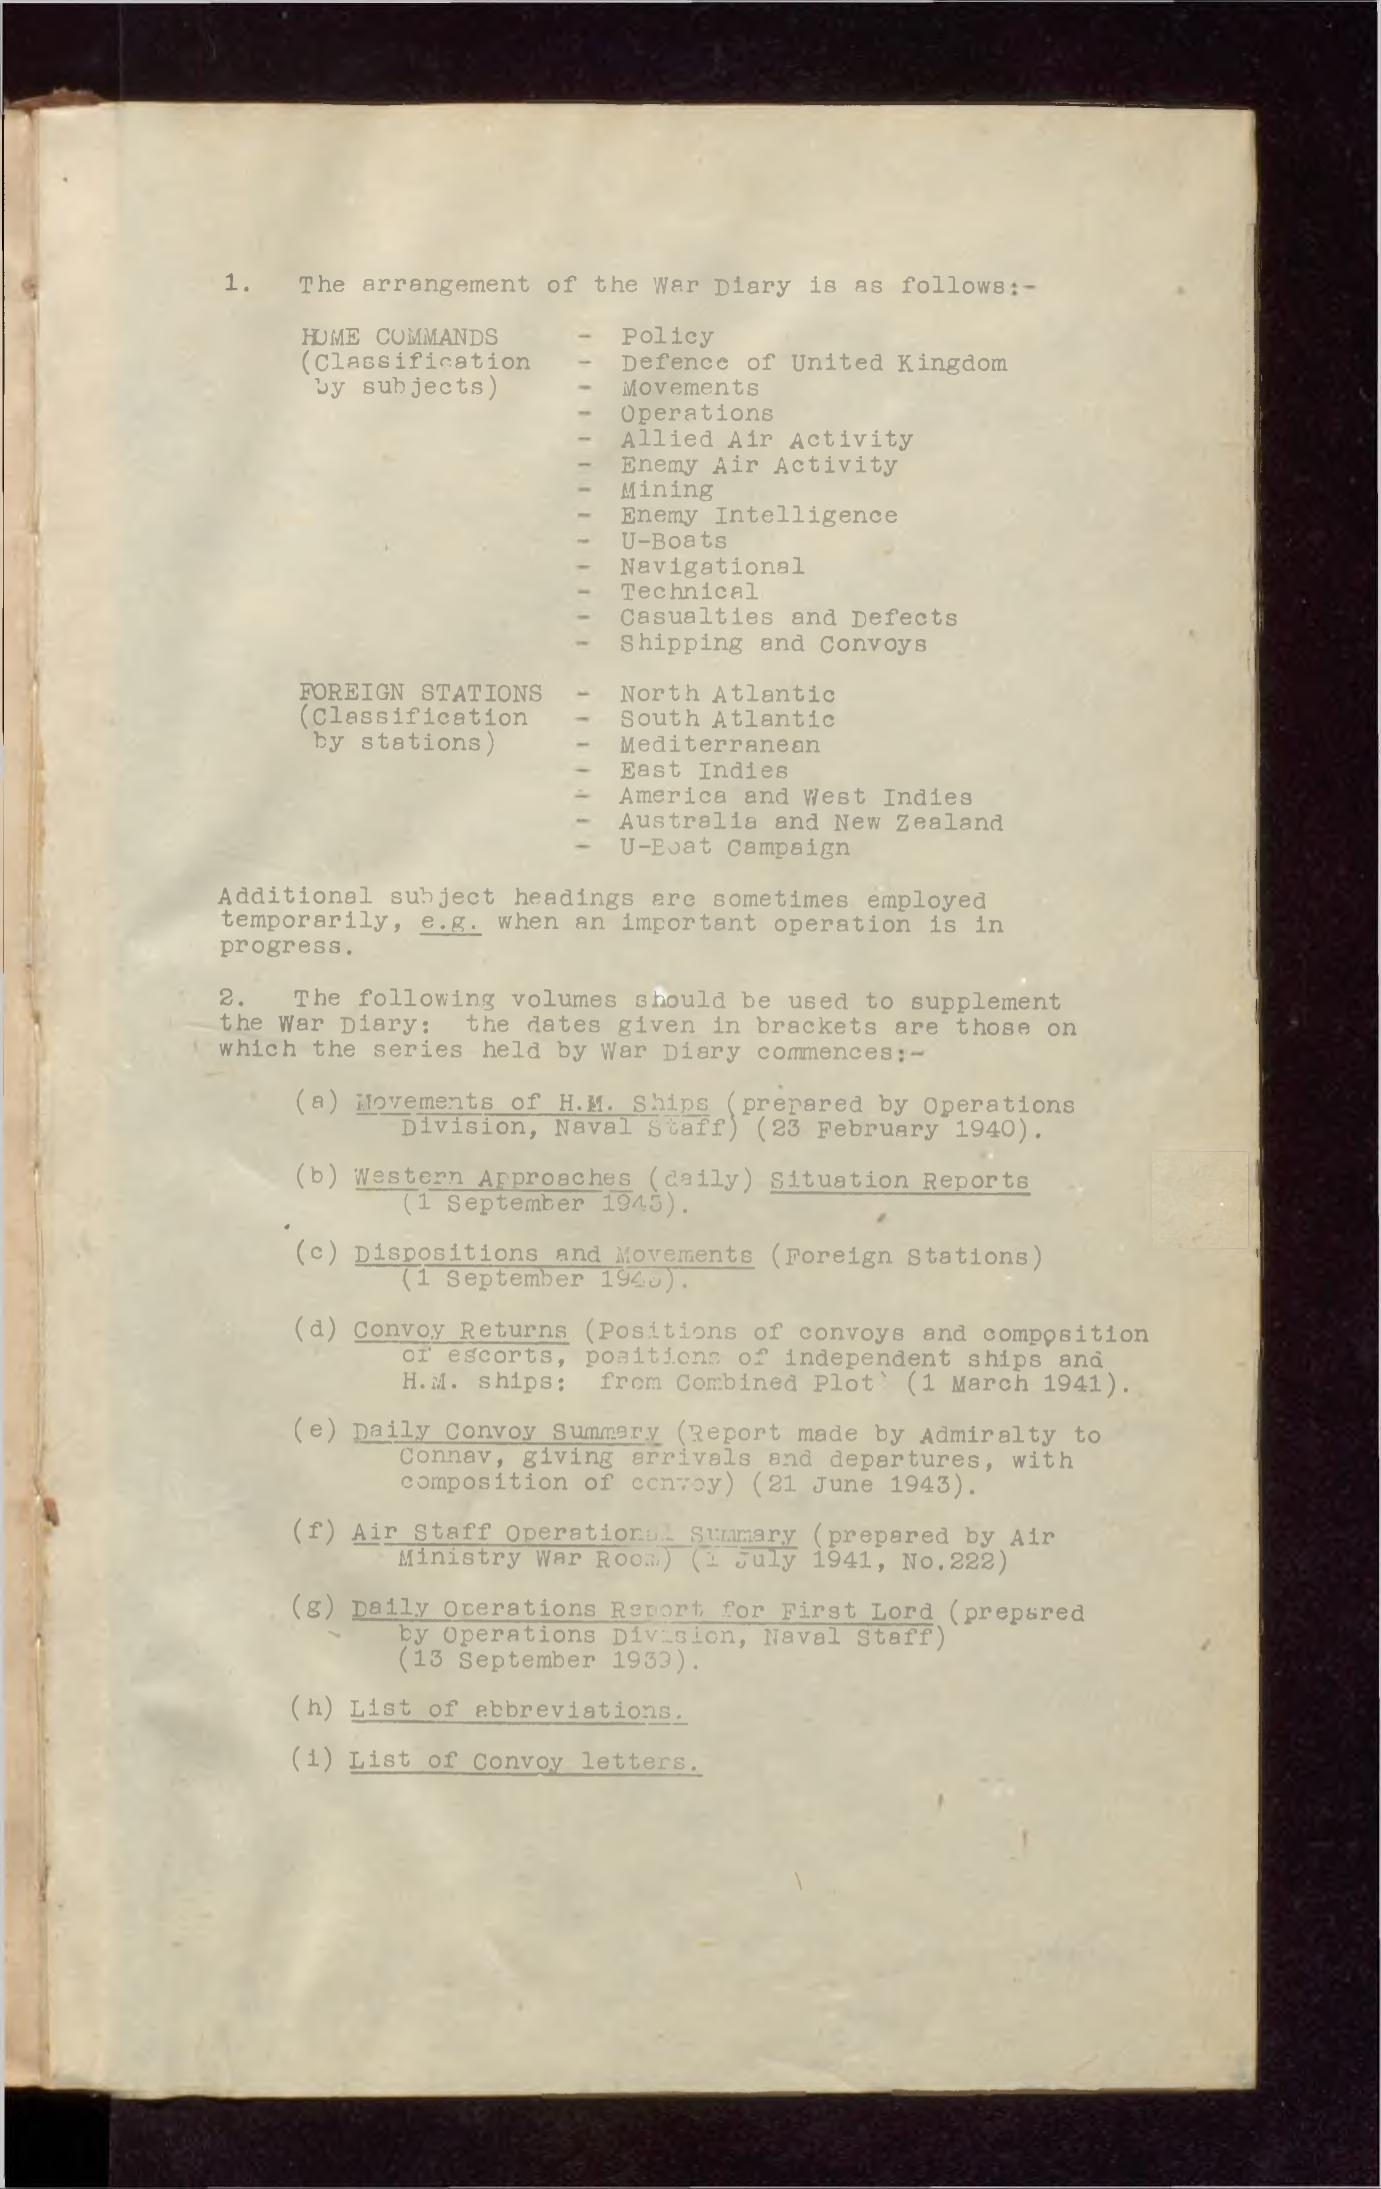 1. The arrangement of the War Diary is as follows:-
HOME COMMANDS - Policy
(Classification - Defence of United Kingdom
by subjects) - Movements
- Operations
- Allied Air Activity
- Enemy Air Activity
- Mining
- Enemy Intelligence
- U-Boats
- Navigational
- Technical
- Casualties and Defects
- Shipping and Convoys
FOREIGN STATIONS - North Atlantic
(Classification - South Atlantic
by stations) - Mediterranean
- East Indies
- America and West Indies
- Australia and New Zealand
- U-Boat Campaign
Additional subject headings are sometimes employed
temporarily, e.g. when an important operation is in
progress.
2. The following volumes should be used to supplement
the War Diary: the dates given in brackets are those on
which the series held by War Diary commences:-
(a) Movements of H.M. Ships (prepared by Operations
Division, Naval Staff) (23 February 1940).
(b) Western Approaches (daily) Situation Reports
(1 September
(c) Dispositions and Movements (Foreign Stations)
(1 September
(d) Convoy Returns (Positions of convoys and composition
of escorts, positions of independent ships and
H.M. ships: from Combined Plot) (1 March 1941).
(e) Daily Convoy Summary (Report made by Admiralty to
Connav, giving arrivals and departures, with
composition of convoy) (21 June 1943).
(f) Air Staff Operational Summary (prepared by Air
Ministry War Room) (1 July 1941, No.222)
(g) Daily Operations Report for First Lord (prepared
by Operations Division, Naval Staff)
(13 September 1939).
(h) List of abbreviations.
(i) List of Convoy letters.